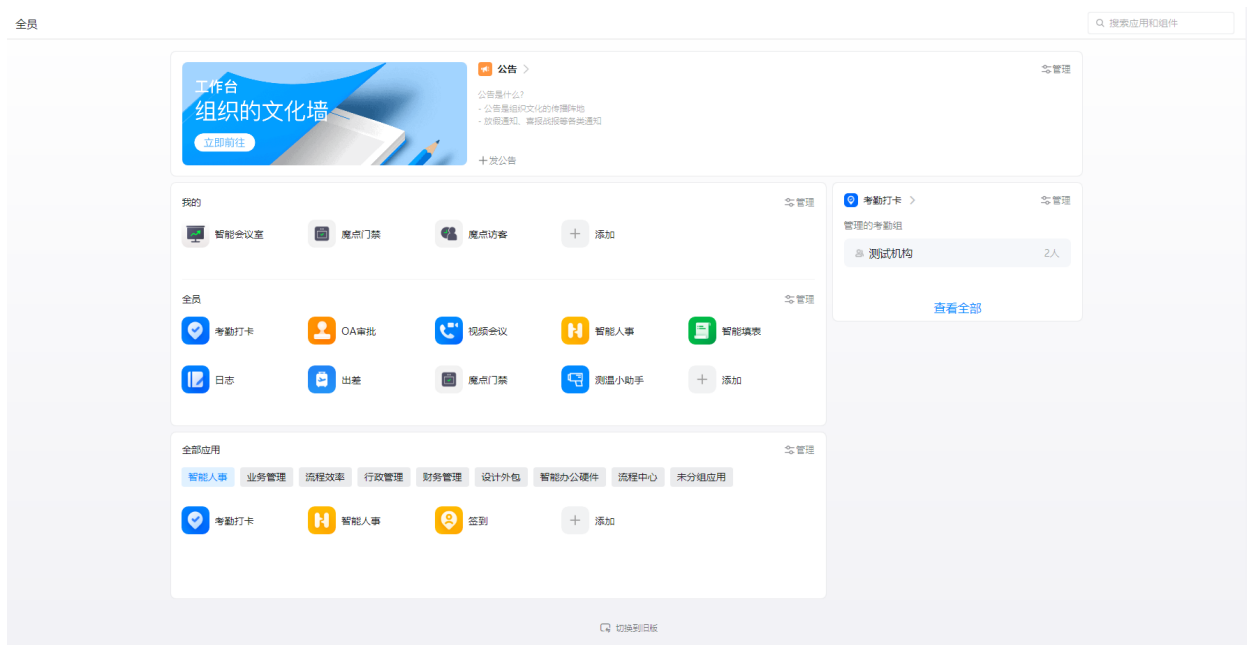 全员
搜索应用和组件
工作台
组织的文化墙
立即前往
公告
管理
公告是什么?
- 公告是组织文化的传播阵地
- 放假通知、喜报战报等各类通知
发公告
我的
管理
智能会议室
魔点门禁
魔点访客
添加
全员
管理
考勤打卡
OA审批
视频会议
智能人事
智能填表
日志
出差
魔点门禁
测温小助手
添加
考勤打卡
管理
管理的考勤组
测试机构
2人
查看全部
全部应用
管理
智能人事 业务管理 流程效率 行政管理 财务管理 设计外包 智能办公硬件 流程中心 未分组应用
考勤打卡
智能人事
签到
添加
切换到旧版